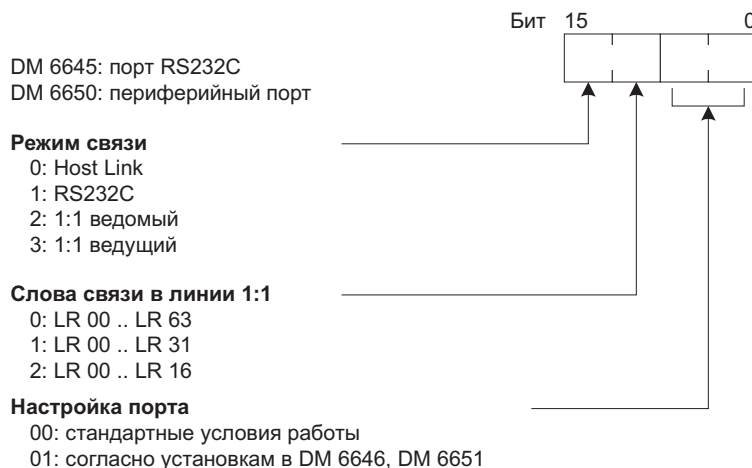 Бит 15 0
DM 6645: порт RS232C
DM 6650: периферийный порт
Режим связи
0: Host Link
1: RS232C
2: 1:1 ведомый
3: 1:1 ведущий
Слова связи в линии 1:1
0: LR 00 .. LR 63
1: LR 00 .. LR 31
2: LR 00 .. LR 16
Настройка порта
00: стандартные условия работы
01: согласно установкам в DM 6646, DM 6651